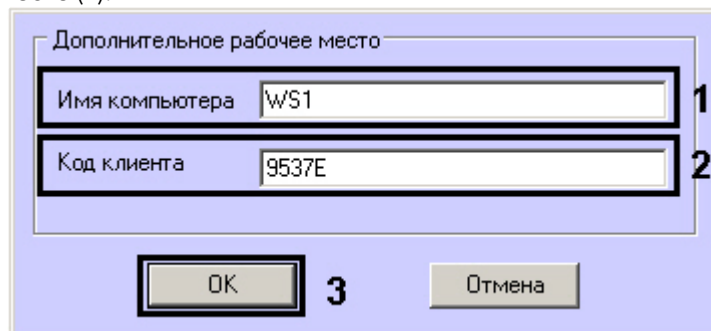 Дополнительное рабочее место
Имя компьютера WS1 1
Код клиента 9537E 2
OK 3 Отмена